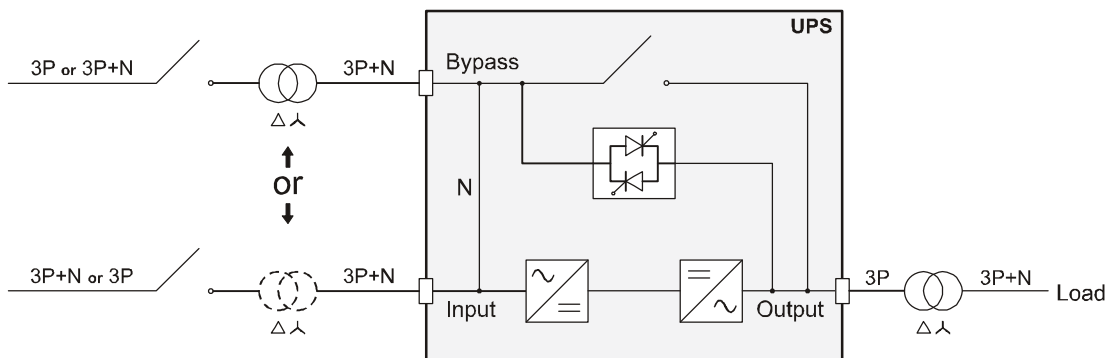 UPS
3P or 3P+N
3P+N
Bypass
or
N
3P+N or 3P
3P+N
Input
Output
3P
3P+N
Load